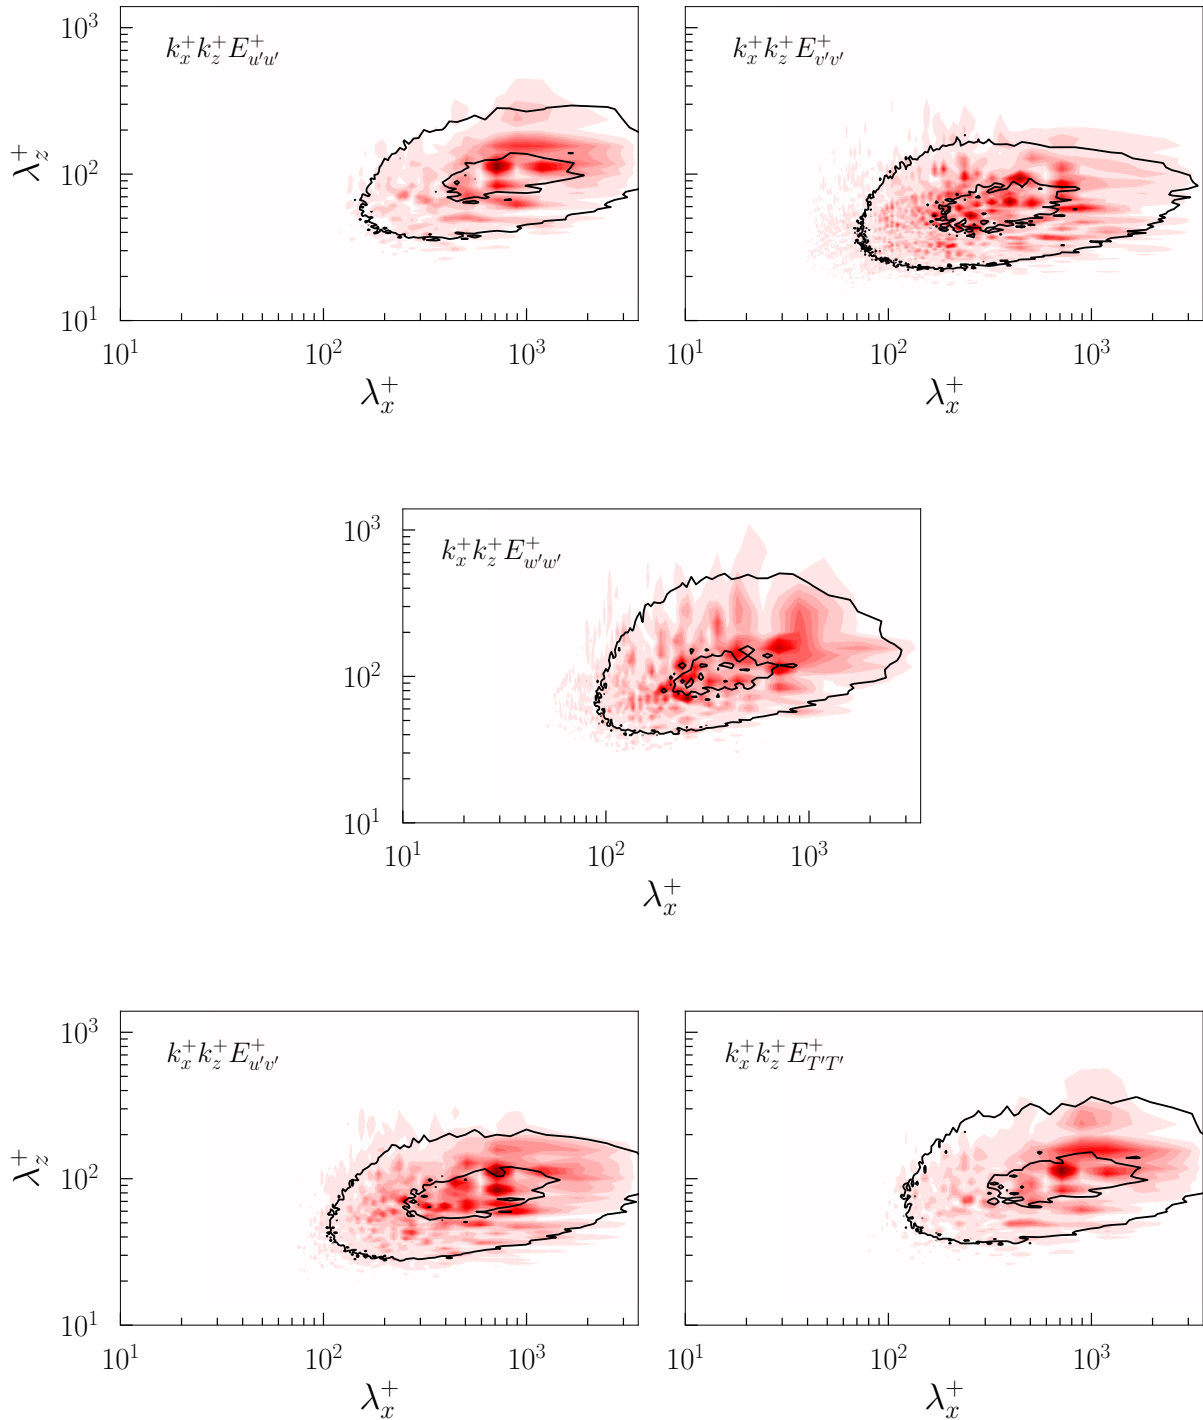 10^3 k_x^+ k_z^+ E_{u'u'}^+ k_x^+ k_z^+ E_{v'v'}^+
λ_z^+ 10^2
10^1
10^1 10^2 10^3 10^1 10^2 10^3
λ_x^+ λ_x^+
10^3 k_x^+ k_z^+ E_{w'w'}^+
10^2
10^1
10^1 10^2 10^3
λ_x^+
10^3 k_x^+ k_z^+ E_{u'v'}^+ k_x^+ k_z^+ E_{T'T'}^+
λ_z^+ 10^2
10^1
10^1 10^2 10^3 10^1 10^2 10^3
λ_x^+ λ_x^+